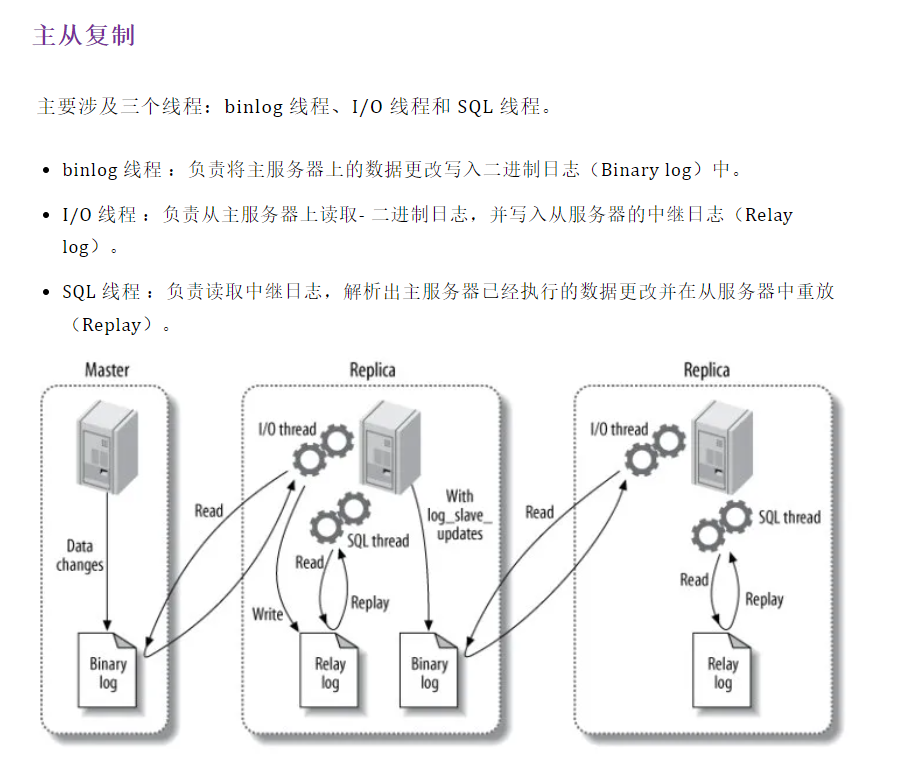 主从复制
主要涉及三个线程：binlog 线程、I/O 线程和 SQL 线程。
binlog 线程 ：负责将主服务器上的数据更改写入二进制日志（Binary log）中。
I/O 线程 ：负责从主服务器上读取- 二进制日志，并写入从服务器的中继日志（Relay
log）。
SQL 线程 ：负责读取中继日志，解析出主服务器已经执行的数据更改并在从服务器中重放
（Replay）。
Master
Data
changes
Binary
log
Read
Replica
I/O thread
SQL thread
Read
Replay
Write
Relay
log
With
log_slave_
updates
Binary
log
Read
Replica
I/O thread
SQL thread
Read
Replay
Relay
log